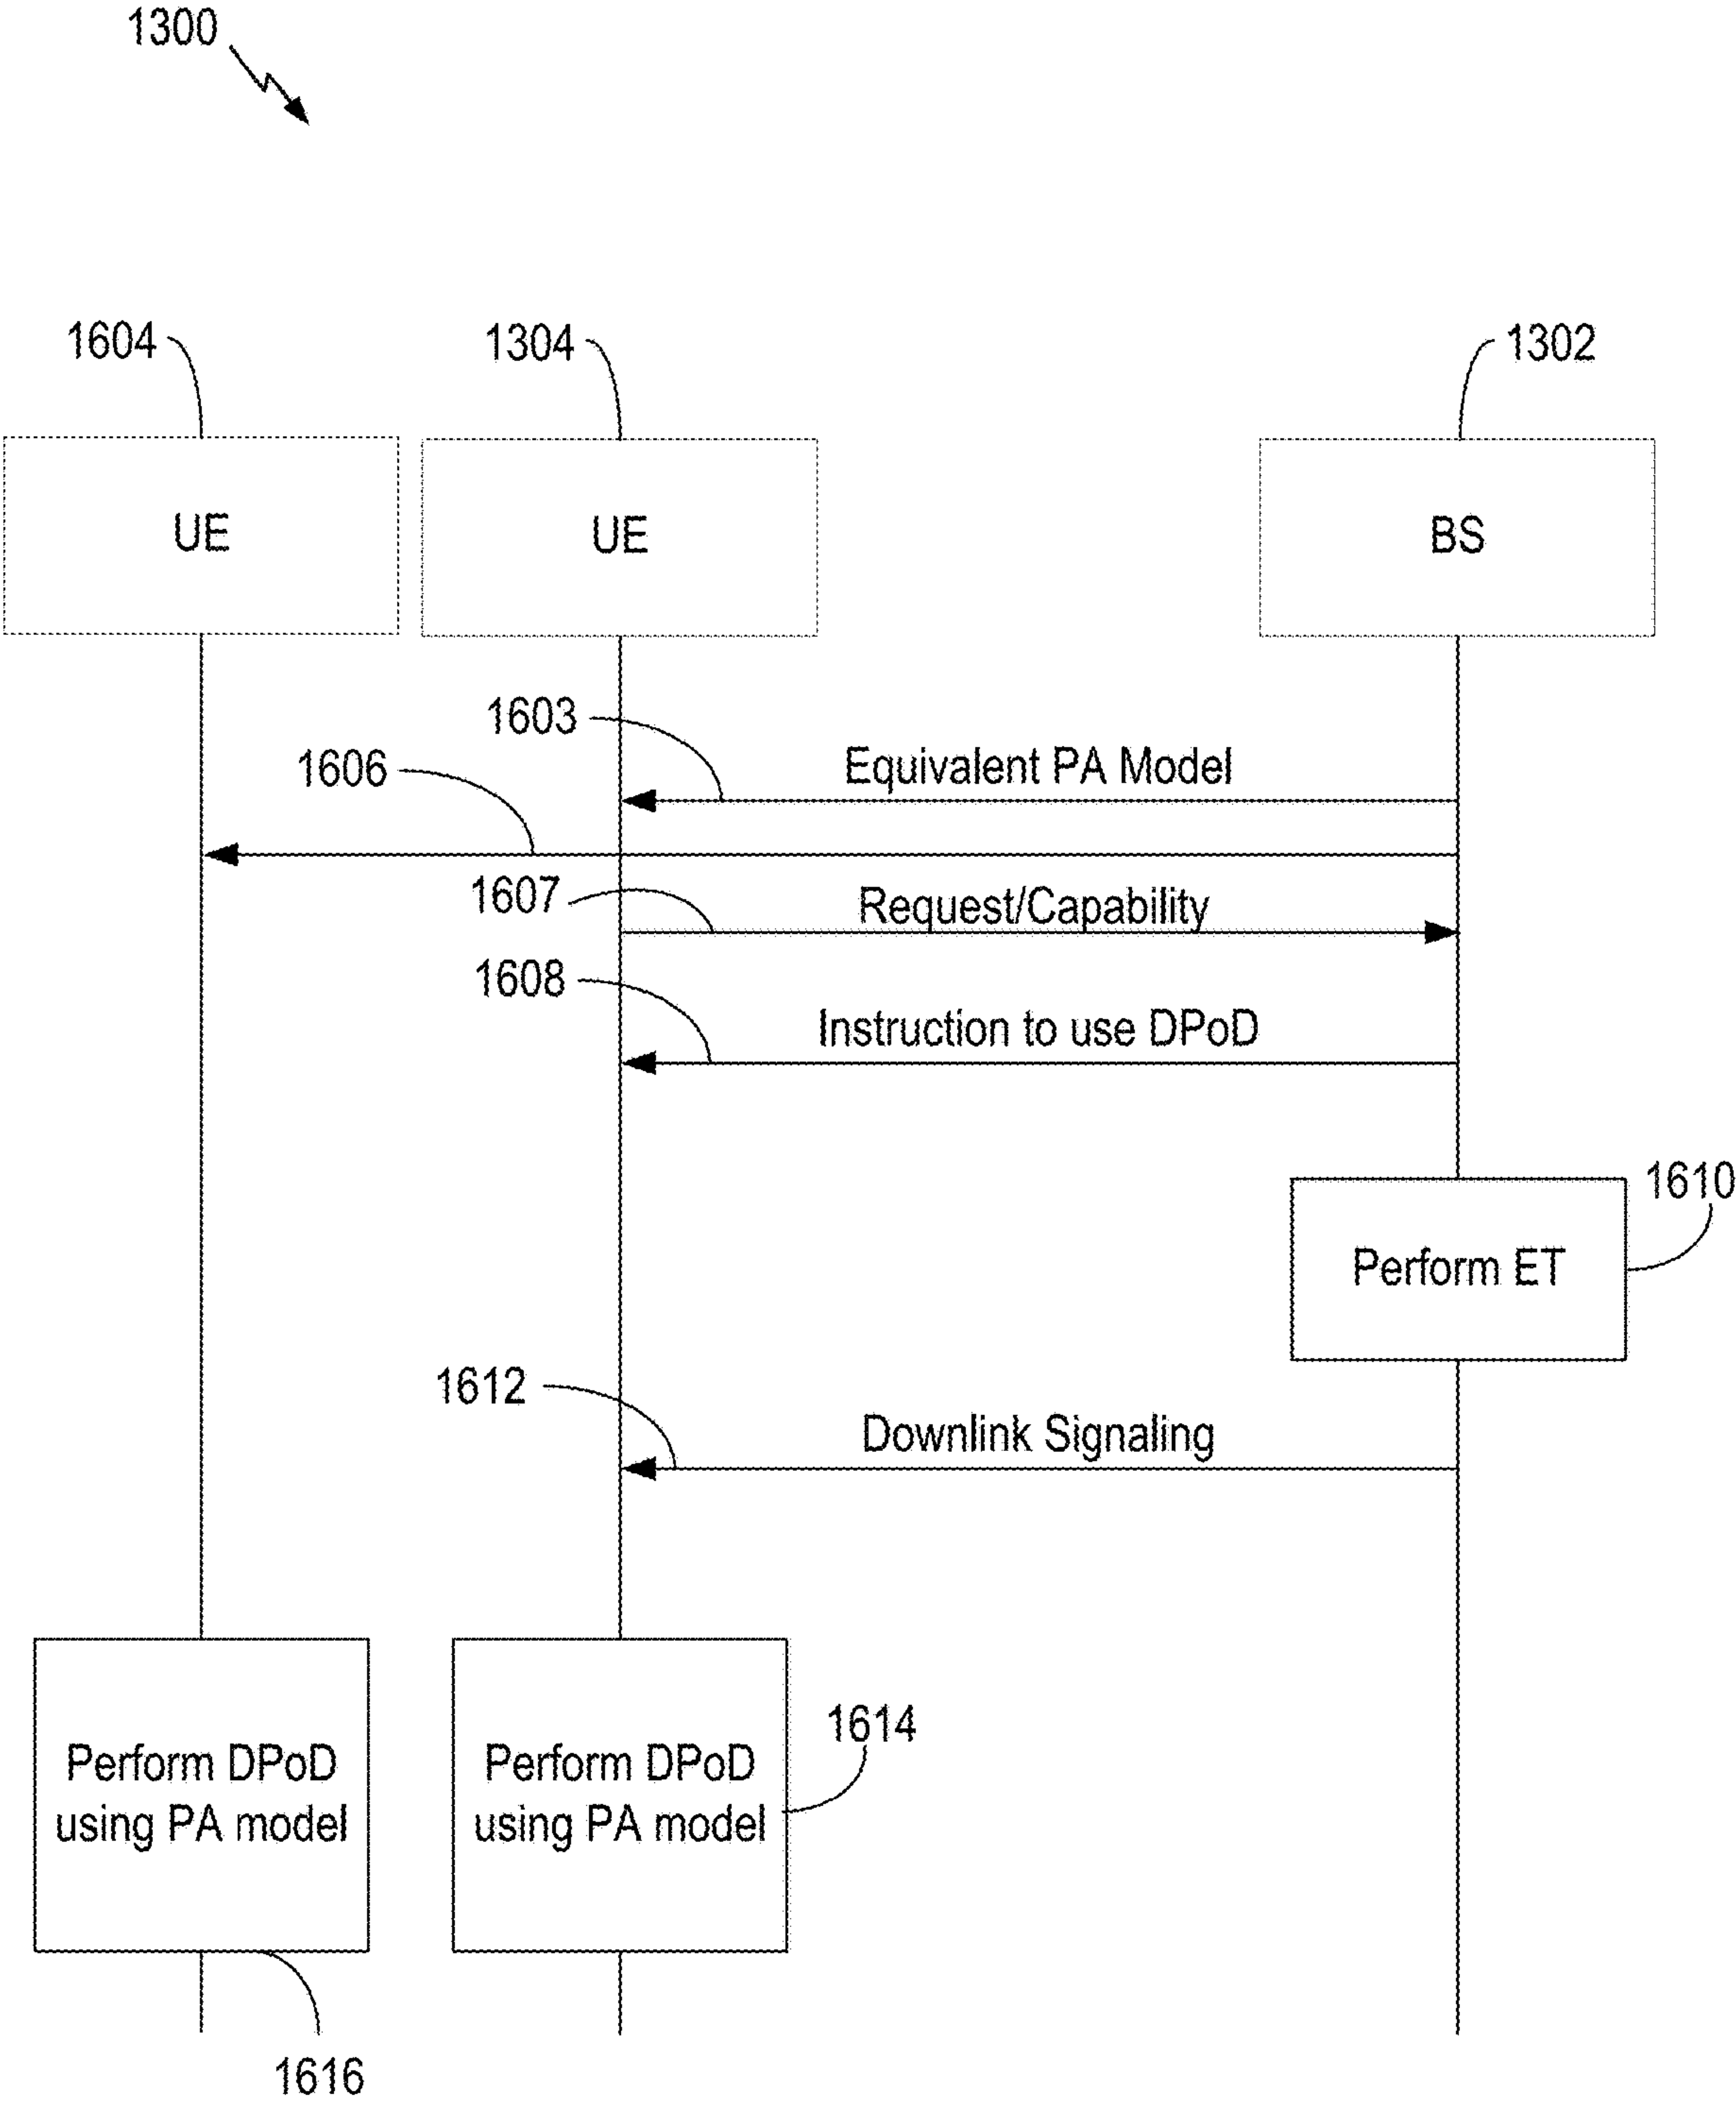 1300
1604
1304
1302
UE
UE
BS
1603
Equivalent PA Model
1606
1607
Request/Capability
1608
Instruction to use DPoD
1610
Perform ET
1612
Downlink Signaling
1614
Perform DPoD
using PA model
Perform DPoD
using PA model
1616